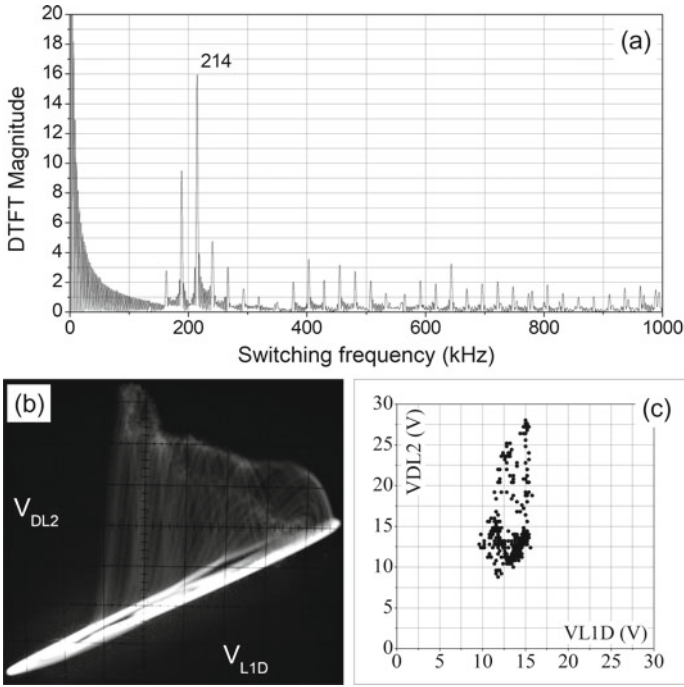 (a)
214
DTFT Magnitude
20
18
16
14
12
10
8
6
4
2
0
0 200 400 600 800 1000
Switching frequency (kHz)
(b)
VDL2
VL1D
(c)
VDL2 (V)
30
25
20
15
10
5
0
VL1D (V)
0 5 10 15 20 25 30